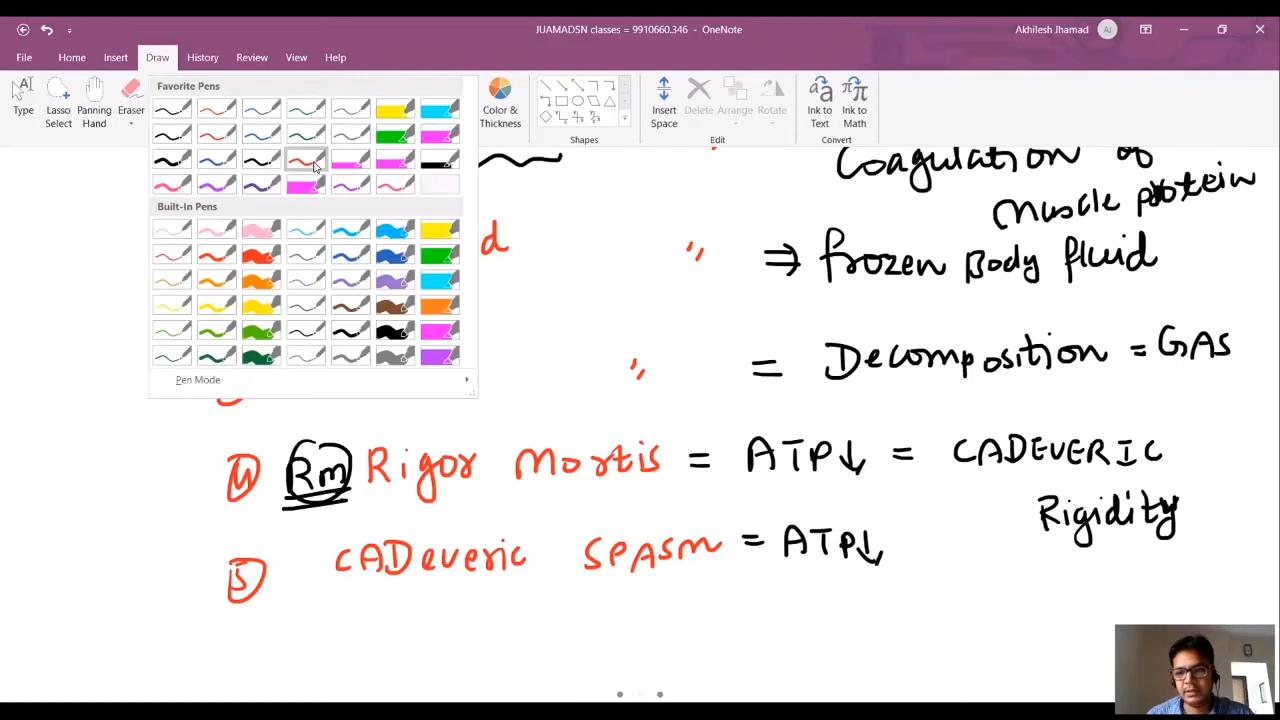 JUAMADSN classes = 9910660.346 - OneNote
Akhilesh Jhamad
AJ
File Home Insert Draw History Review View Help
Type
Lasso Select
Panning Hand
Eraser
Favorite Pens
Built-In Pens
Pen Mode
Color & Thickness
Shapes
Insert Space
Delete
Arrange
Rotate
Edit
Ink to Text
Ink to Math
Convert
Coagulation of
Muscle protein
d " ⇒ frozen Body fluid
" = Decomposition = GAS
4 Rm Rigor Mortis = ATP↓ = CADEVERIC
Rigidity
5 CADeveric SPASM = ATP↓